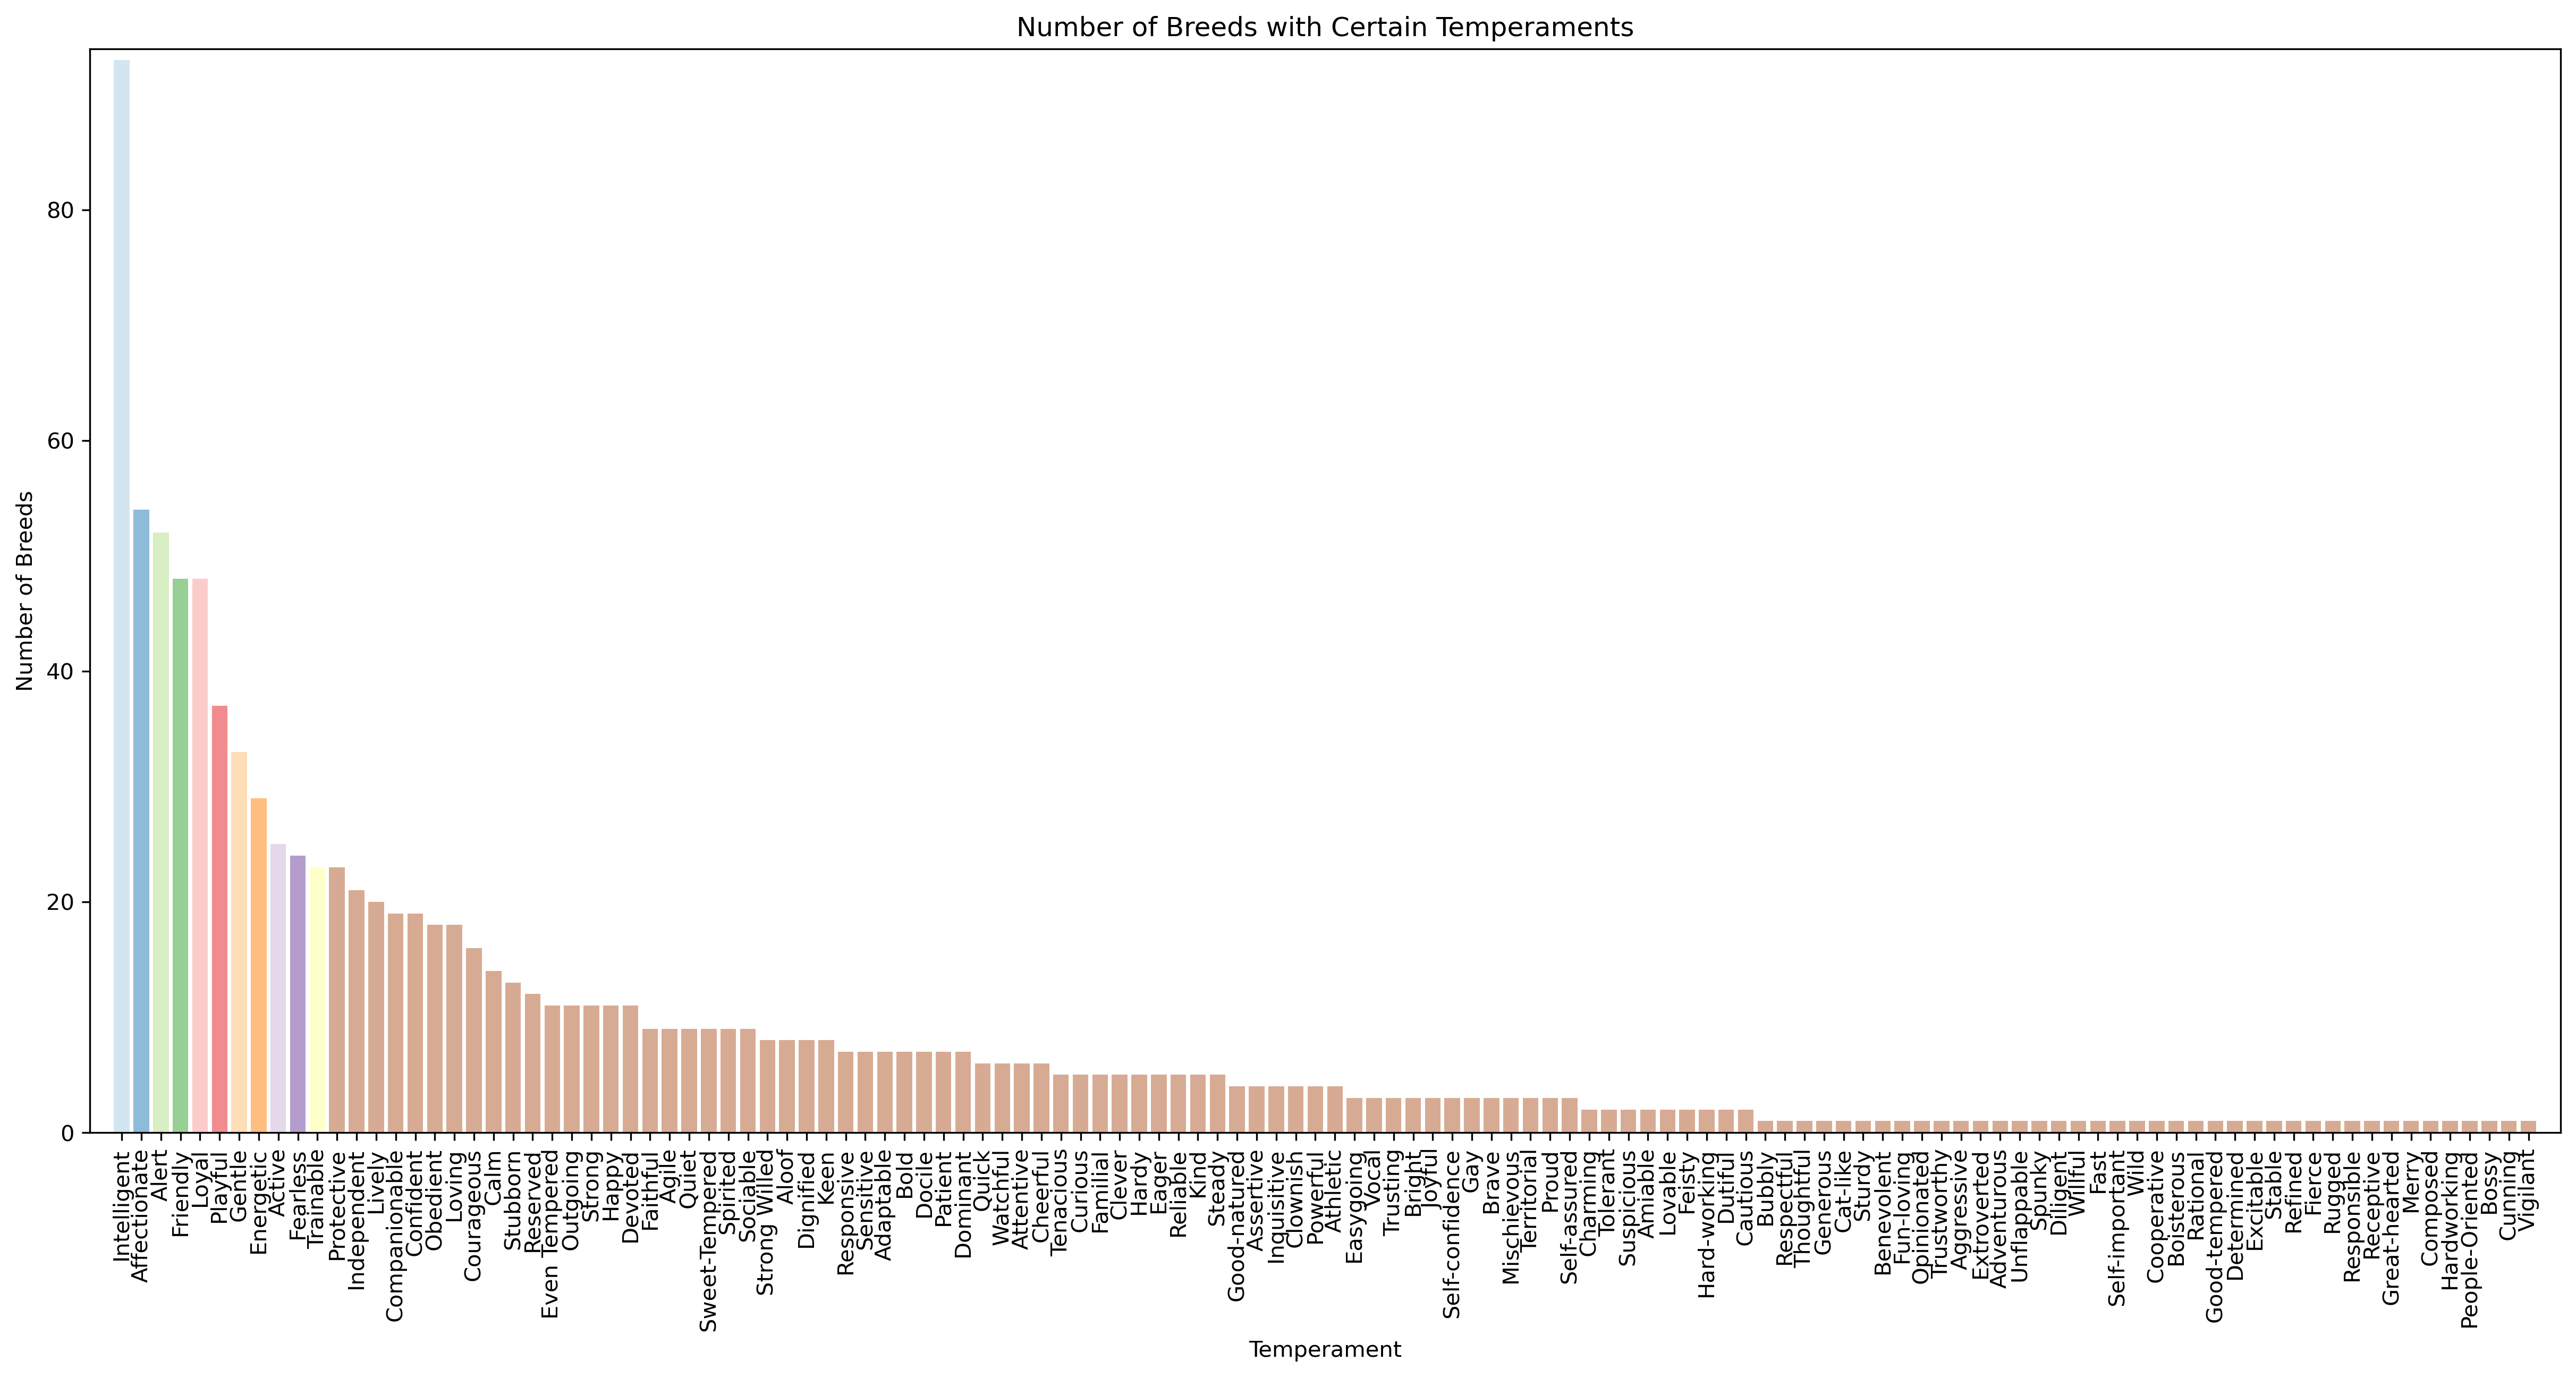 Number of Breeds with Certain Temperaments
Number of Breeds
80
60
40
20
0
Intelligent
Affectionate
Alert
Friendly
Loyal
Playful
Gentle
Energetic
Active
Fearless
Trainable
Protective
Independent
Lively
Companionable
Confident
Obedient
Loving
Courageous
Calm
Stubborn
Reserved
Even Tempered
Outgoing
Strong
Happy
Devoted
Faithful
Agile
Quiet
Sweet-Tempered
Spirited
Sociable
Strong Willed
Aloof
Dignified
Keen
Responsive
Sensitive
Adaptable
Bold
Docile
Patient
Dominant
Quick
Watchful
Attentive
Cheerful
Tenacious
Curious
Familial
Clever
Hardy
Eager
Reliable
Kind
Steady
Good-natured
Assertive
Inquisitive
Clownish
Powerful
Athletic
Easygoing
Vocal
Trusting
Bright
Joyful
Self-confidence
Gay
Brave
Mischievous
Territorial
Proud
Self-assured
Charming
Tolerant
Suspicious
Amiable
Lovable
Feisty
Hard-working
Dutiful
Cautious
Bubbly
Respectful
Thoughtful
Generous
Cat-like
Sturdy
Benevolent
Fun-loving
Opinionated
Trustworthy
Aggressive
Extroverted
Adventurous
Unflappable
Spunky
Diligent
Willful
Fast
Self-important
Wild
Cooperative
Boisterous
Rational
Good-tempered
Determined
Excitable
Stable
Refined
Fierce
Rugged
Responsible
Receptive
Great-hearted
Merry
Composed
Hardworking
People-Oriented
Bossy
Cunning
Vigilant
Temperament